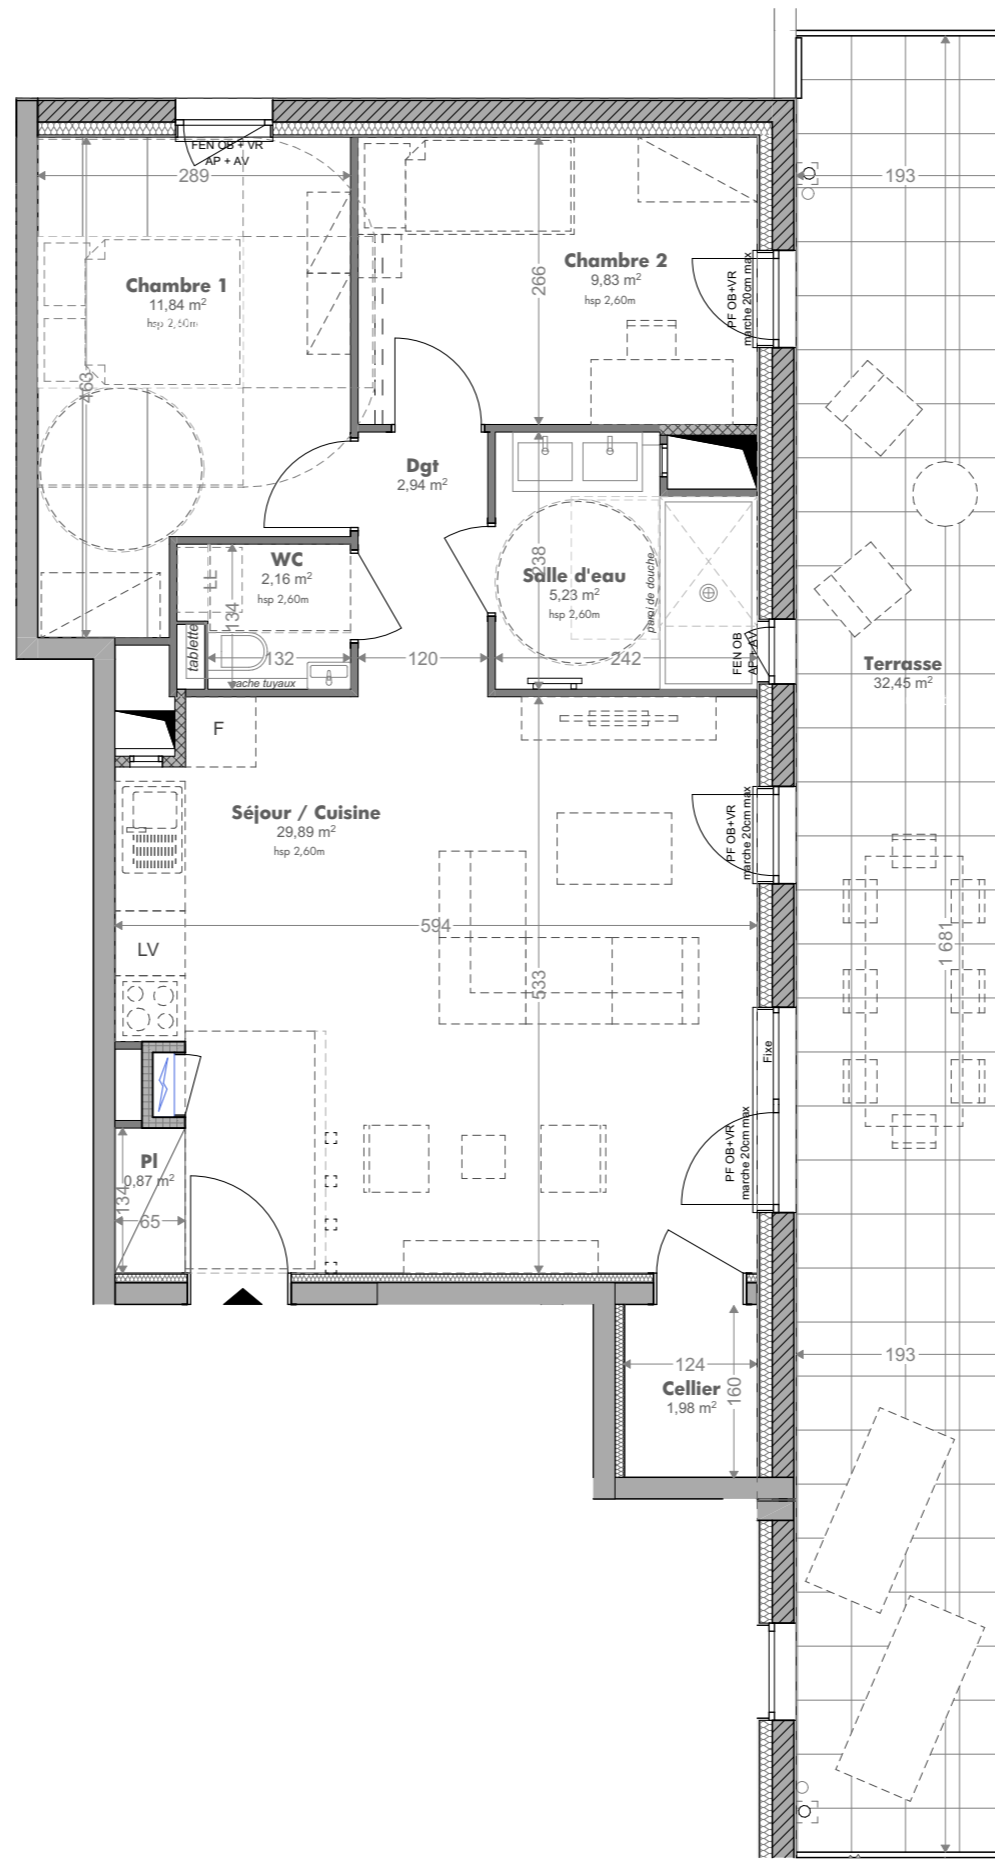 FEN OB + VR
AP + AV
289
193
Chambre 1
11,84 m²
hsp 2,60m
463
Chambre 2
9,83 m²
hsp 2,60m
266
PF OB+VR
marche 20cm max
Dgt
2,94 m²
WC
2,16 m²
hsp 2,60m
LL
134
tablette
132
cache tuyaux
120
Salle d'eau
5,23 m²
hsp 2,60m
238
242
paroi de douche
FEN OB
AP + AV
Terrasse
32,45 m²
F
Séjour / Cuisine
29,89 m²
hsp 2,60m
PF OB+VR
marche 20cm max
594
533
LV
1 681
Fixe
PF OB+VR
marche 20cm max
Pl
0,87 m²
134
65
124
Cellier
1,98 m²
160
193